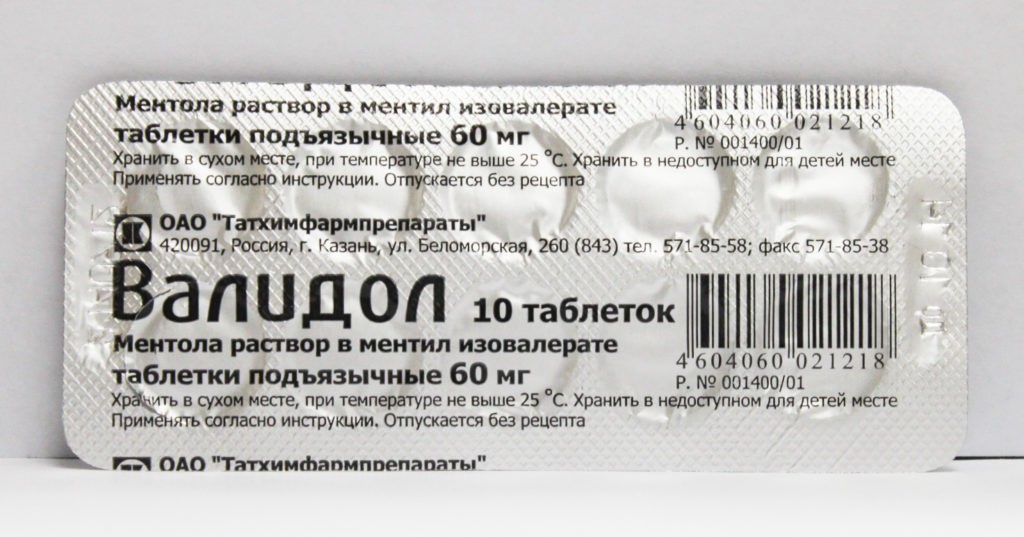 Ментола раствор в ментил изовалерате
таблетки подъязычные 60 мг
4 604060 021218
Р. № 001400/01
Хранить в сухом месте, при температуре не выше 25 °С. Хранить в недоступном для детей месте
Применять согласно инструкции. Отпускается без рецепта
ОАО "Татхимфармпрепараты"
420091, Россия, г. Казань, ул. Беломорская, 260 (843) тел. 571-85-58; факс 571-85-38
Валидол 10 таблеток
Ментола раствор в ментил изовалерате
таблетки подъязычные 60 мг
4 604060 021218
Р. № 001400/01
Хранить в сухом месте, при температуре не выше 25 °С. Хранить в недоступном для детей месте
Применять согласно инструкции. Отпускается без рецепта
ОАО "Татхимфармпрепараты"